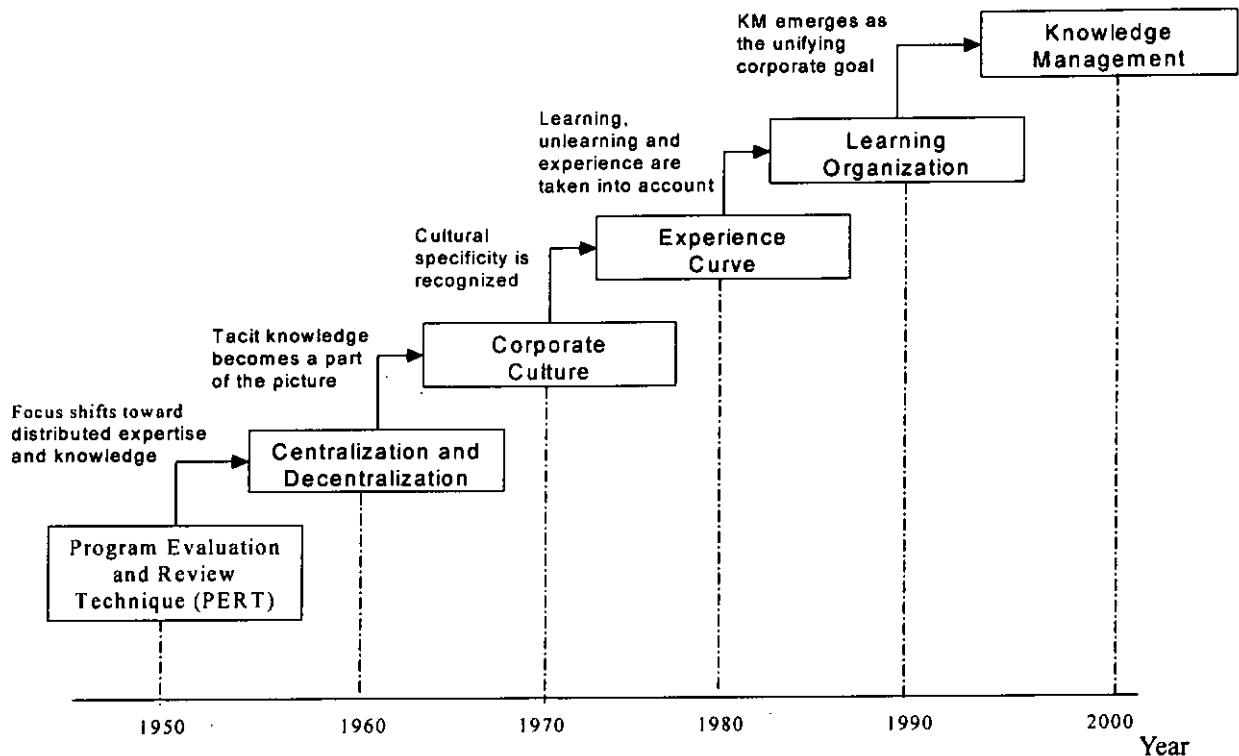 KM emerges as
the unifying
corporate goal
Knowledge
Management
Learning,
unlearning and
experience are
taken into account
Learning
Organization
Cultural
specificity is
recognized
Experience
Curve
Tacit knowledge
becomes a part
of the picture
Corporate
Culture
Focus shifts toward
distributed expertise
and knowledge
Centralization and
Decentralization
Program Evaluation
and Review
Technique (PERT)
1950 1960 1970 1980 1990 2000
Year